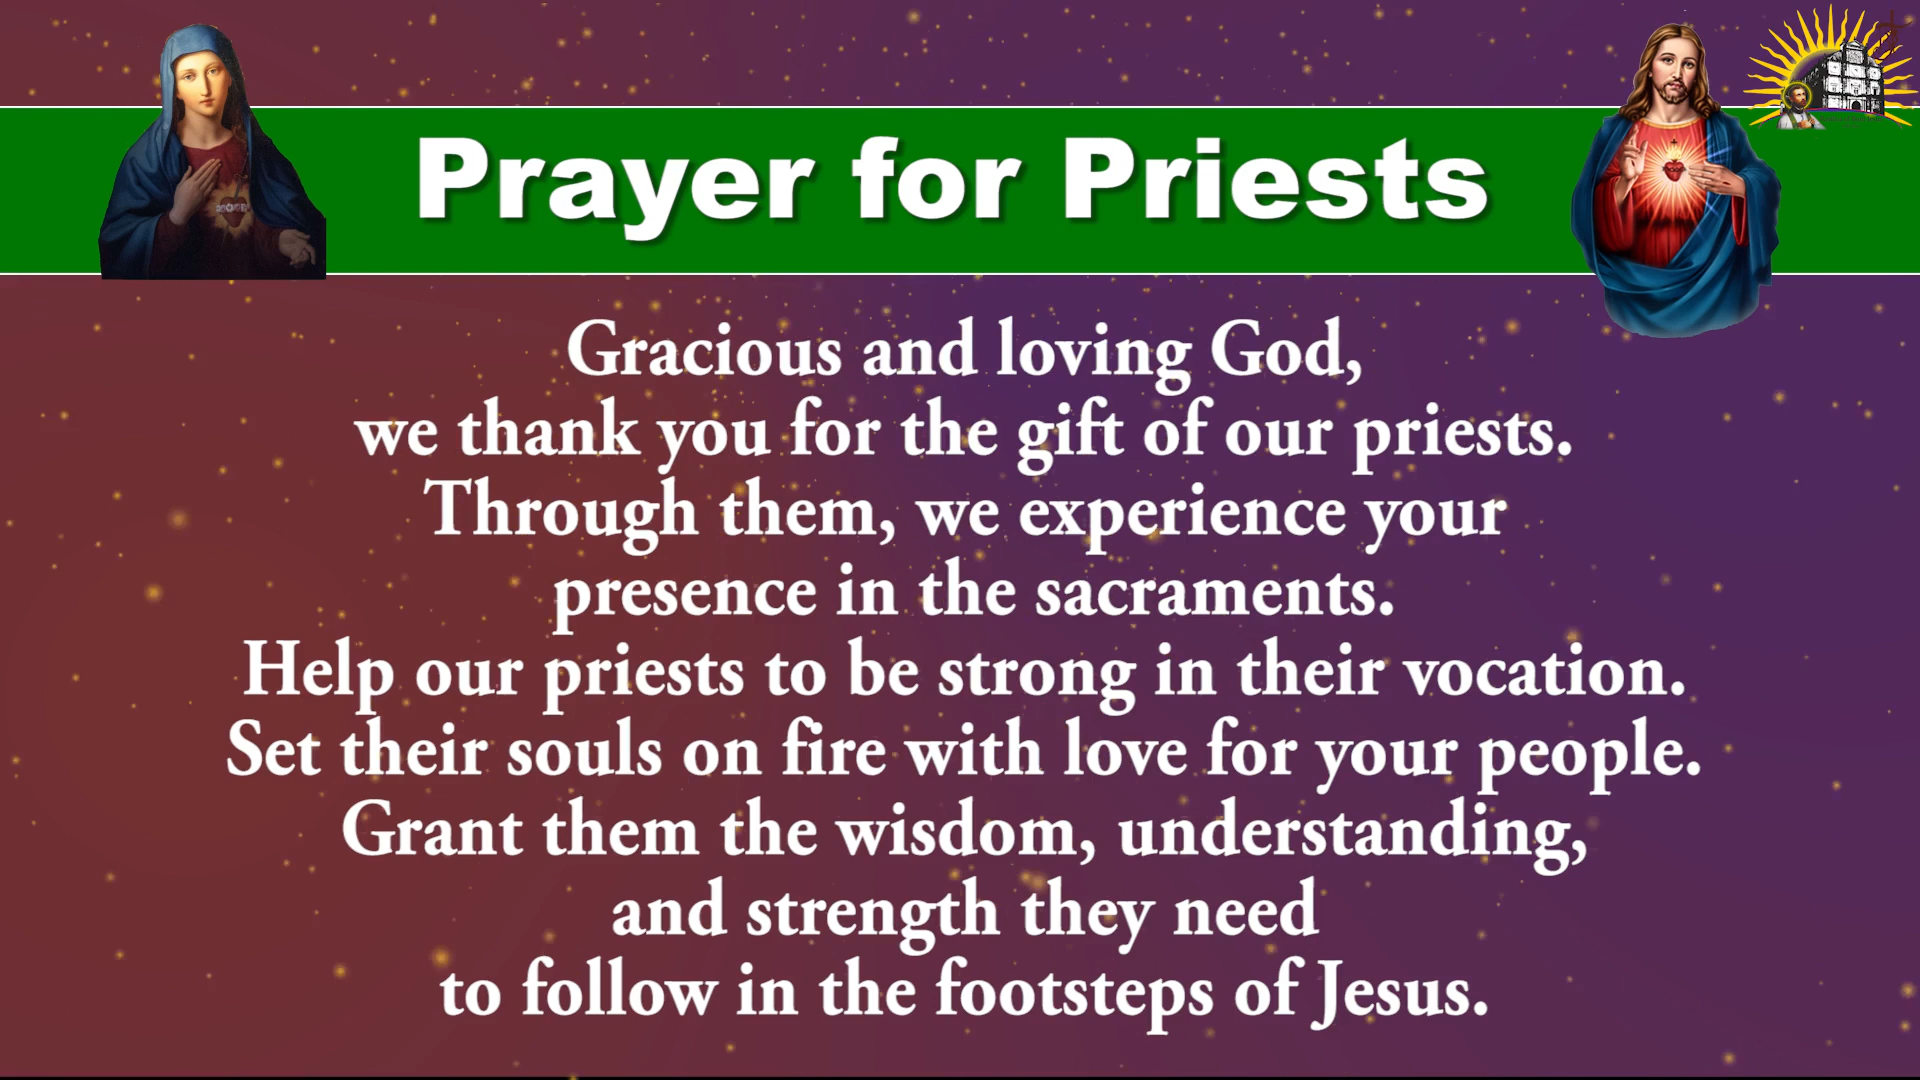 Prayer for Priests
Gracious and loving God,
we thank you for the gift of our priests.
Through them, we experience your
presence in the sacraments.
Help our priests to be strong in their vocation.
Set their souls on fire with love for your people.
Grant them the wisdom, understanding,
and strength they need
to follow in the footsteps of Jesus.